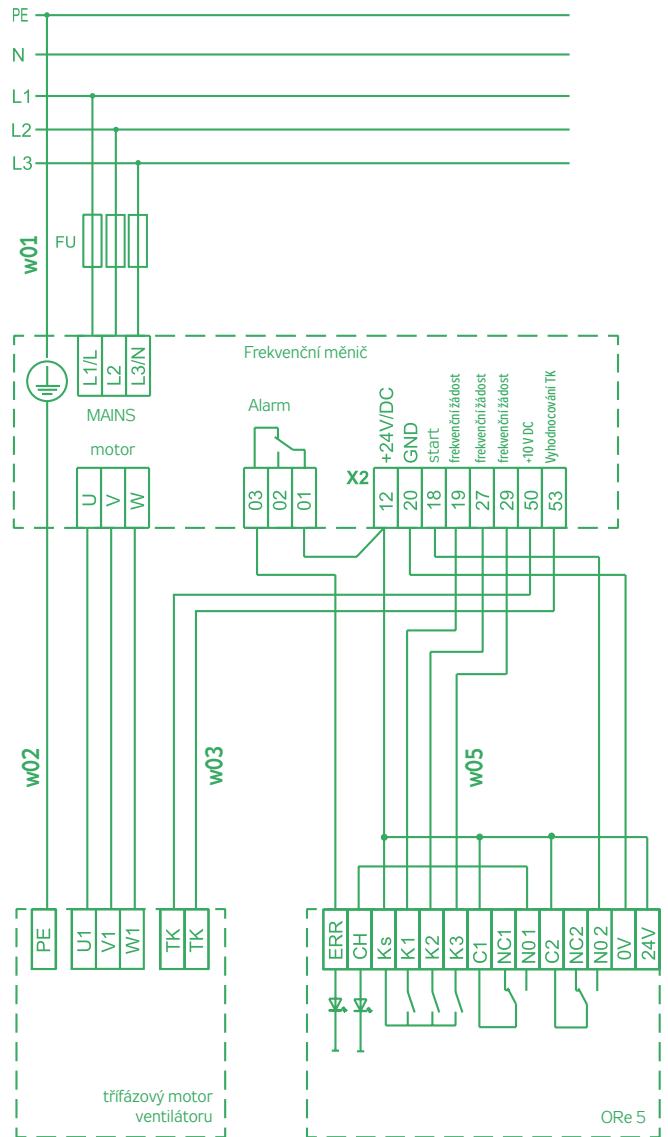 PE
N
L1
L2
L3
w01
FU
Frekvenční měnič
L1/L
L2
L3/N
MAINS
motor
Alarm
U
V
W
03
02
01
X2
+24V/DC
GND
start
frekvenční žádost
frekvenční žádost
frekvenční žádost
+10 V DC
Vyhodnocování TK
12
20
18
19
27
29
50
53
w02
w03
w05
PE
U1
V1
W1
TK
TK
ERR
CH
Ks
K1
K2
K3
C1
NC1
N0 1
C2
NC2
N0 2
0V
24V
třífázový motor
ventilátoru
ORe 5